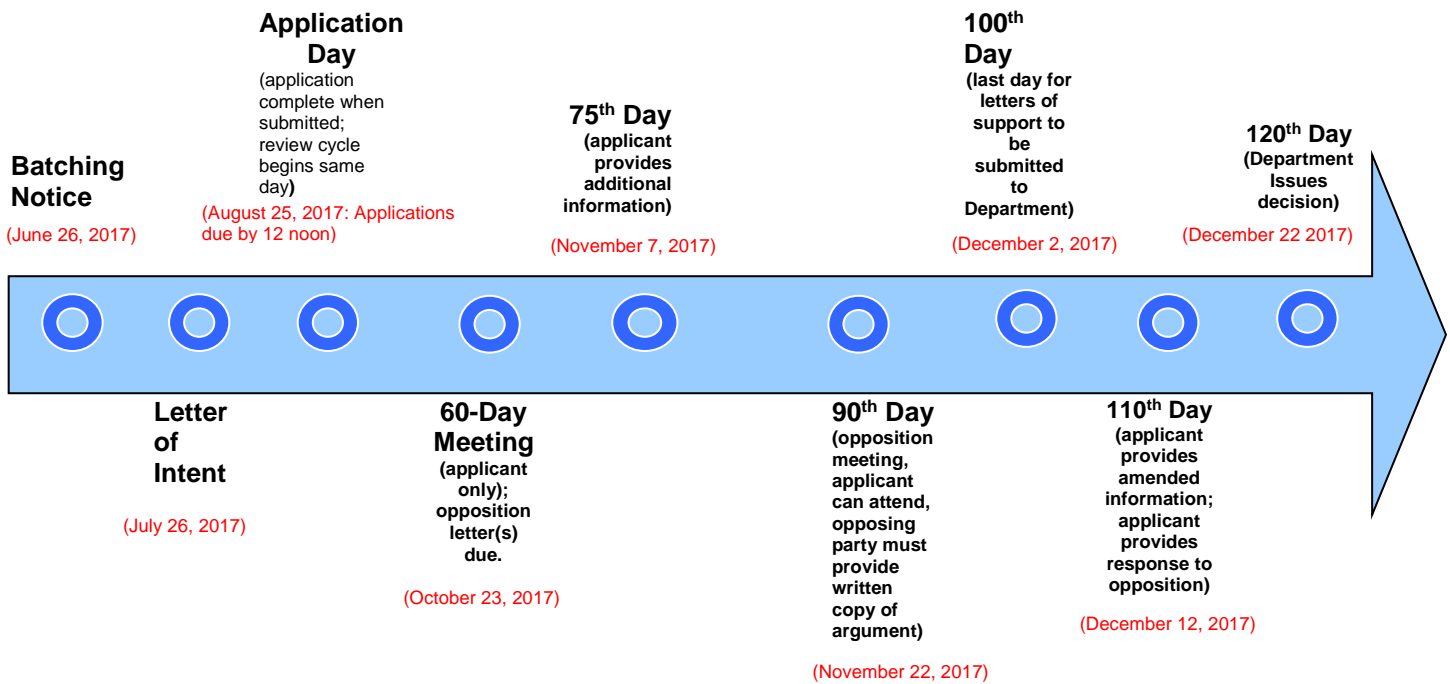 Batching
Notice
(June 26, 2017)
Letter
of
Intent
(July 26, 2017)
Application
Day
(application
complete when
submitted;
review cycle
begins same
day)
(August 25, 2017: Applications
due by 12 noon)
60-Day
Meeting
(applicant
only);
opposition
letter(s)
due.
(October 23, 2017)
75th Day
(applicant
provides
additional
information)
(November 7, 2017)
90th Day
(opposition
meeting,
applicant
can attend,
opposing
party must
provide
written
copy of
argument)
(November 22, 2017)
100th
Day
(last day for
letters of
support to
be
submitted
to
Department)
(December 2, 2017)
110th Day
(applicant
provides
amended
information;
applicant
provides
response to
opposition)
(December 12, 2017)
120th Day
(Department
Issues
decision)
(December 22 2017)